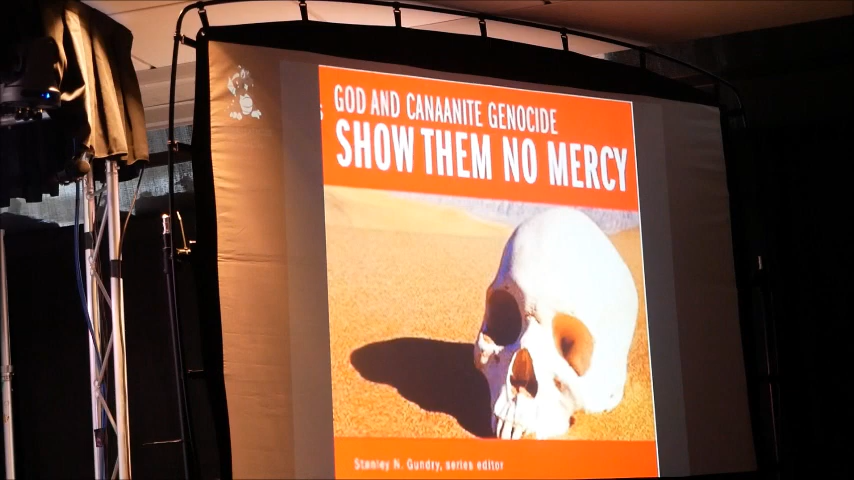 GOD AND CANAANITE GENOCIDE
SHOW THEM NO MERCY
Stanley N. Gundry, series editor